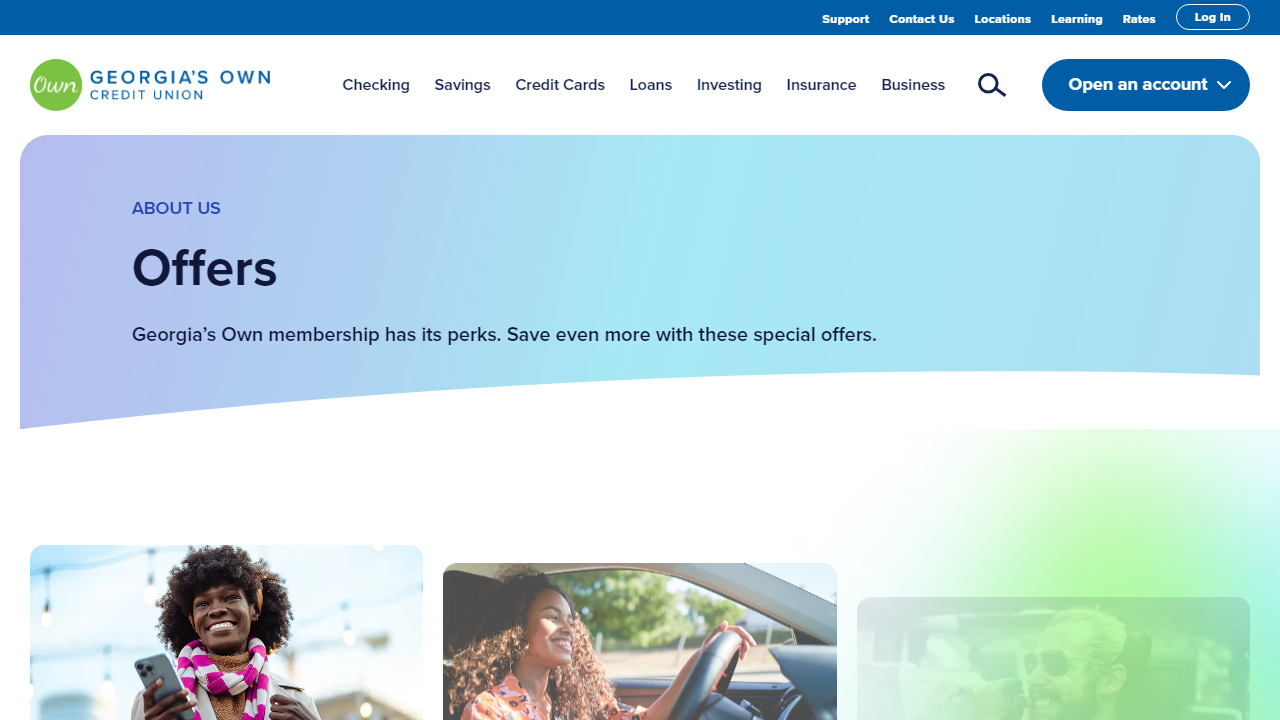 Support Contact Us Locations Learning Rates Log In
Own GEORGIA'S OWN
CREDIT UNION
Checking Savings Credit Cards Loans Investing Insurance Business Open an account
ABOUT US
Offers
Georgia’s Own membership has its perks. Save even more with these special offers.